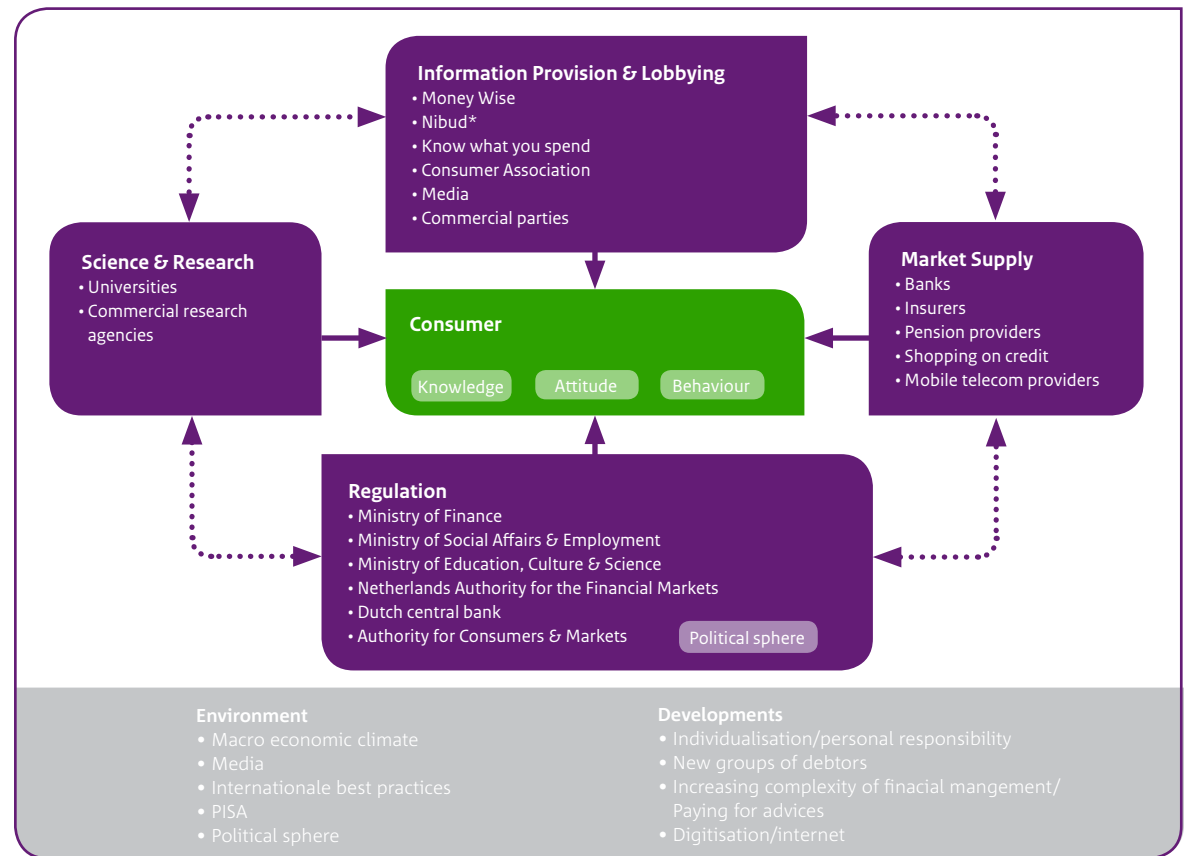 Information Provision & Lobbying
• Money Wise
• Nibud*
• Know what you spend
• Consumer Association
• Media
• Commercial parties
Science & Research
• Universities
• Commercial research
agencies
Market Supply
• Banks
• Insurers
• Pension providers
• Shopping on credit
• Mobile telecom providers
Consumer
Knowledge
Attitude
Behaviour
Regulation
• Ministry of Finance
• Ministry of Social Affairs & Employment
• Ministry of Education, Culture & Science
• Netherlands Authority for the Financial Markets
• Dutch central bank
• Authority for Consumers & Markets
Political sphere
Environment
• Macro economic climate
• Media
• Internationale best practices
• PISA
• Political sphere
Developments
• Individualisation/personal responsibility
• New groups of debtors
• Increasing complexity of finacial mangement/
Paying for advices
• Digitisation/internet